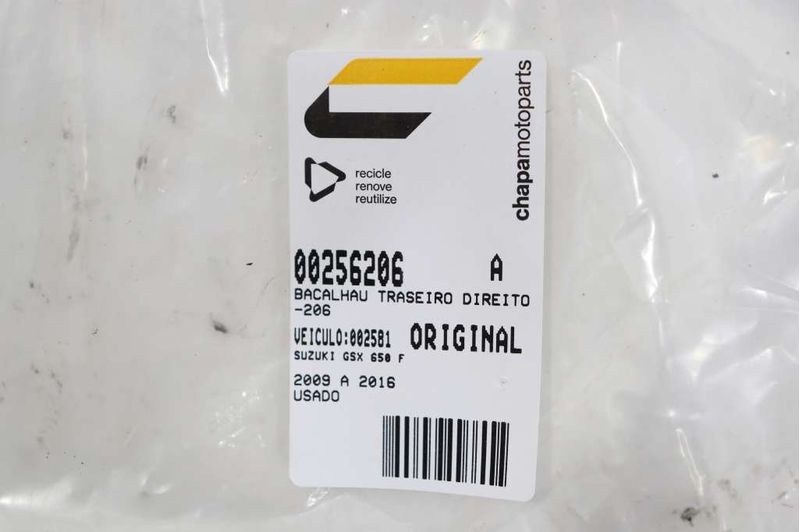 chapamotoparts
recicle
renove
reutilize
00256206 A
BACALHAU TRASEIRO DIREITO
-206
VEICULO:002581 ORIGINAL
SUZUKI GSX 650 F
2009 A 2016
USADO